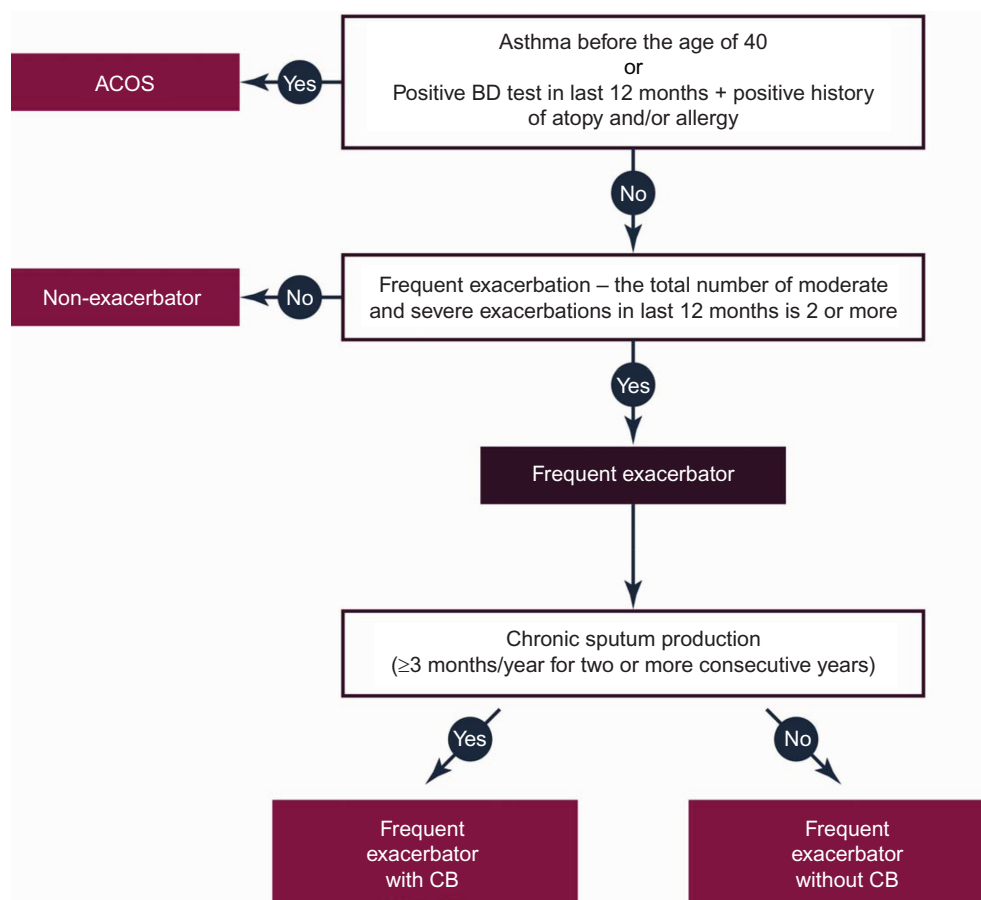 Asthma before the age of 40
or
Positive BD test in last 12 months + positive history
of atopy and/or allergy
Yes
ACOS
No
Frequent exacerbation – the total number of moderate
and severe exacerbations in last 12 months is 2 or more
No
Non-exacerbator
Yes
Frequent exacerbator
Chronic sputum production
(≥3 months/year for two or more consecutive years)
Yes
No
Frequent
exacerbator
with CB
Frequent
exacerbator
without CB